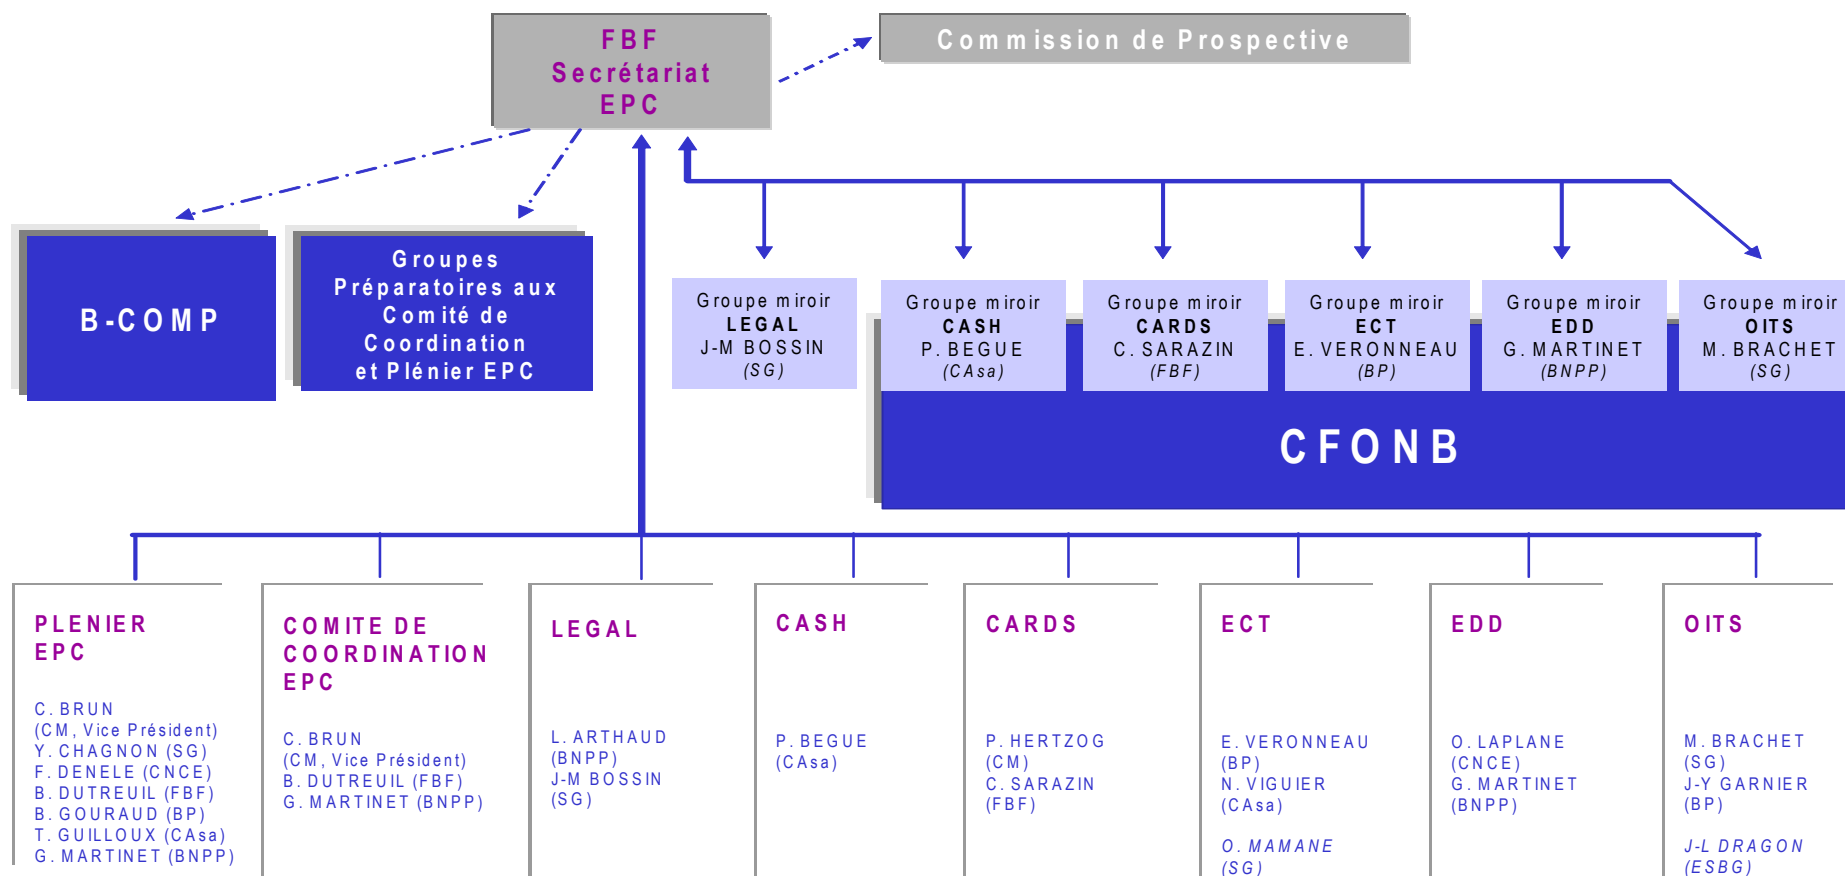 FBF
Secrétariat
EPC
Commission de Prospective
B-COMP
Groupes
Préparatoires aux
Comité de
Coordination
et Plénier EPC
Groupe miroir
LEGAL
J-M BOSSIN
(SG)
Groupe miroir
CASH
P. BEGUE
(CAsa)
Groupe miroir
CARDS
C. SARAZIN
(FBF)
Groupe miroir
ECT
E. VERONNEAU
(BP)
Groupe miroir
EDD
G. MARTINET
(BNPP)
Groupe miroir
OITS
M. BRACHET
(SG)
CFONB
PLENIER
EPC
C. BRUN
(CM, Vice Président)
Y. CHAGNON (SG)
F. DENELE (CNCE)
B. DUTREUIL (FBF)
B. GOURAUD (BP)
T. GUILLOUX (CAsa)
G. MARTINET (BNPP)
COMITE DE
COORDINATION
EPC
C. BRUN
(CM, Vice Président)
B. DUTREUIL (FBF)
G. MARTINET (BNPP)
LEGAL
L. ARTHAUD
(BNPP)
J-M BOSSIN
(SG)
CASH
P. BEGUE
(CAsa)
CARDS
P. HERTZOG
(CM)
C. SARAZIN
(FBF)
ECT
E. VERONNEAU
(BP)
N. VIGUIER
(CAsa)
O. MAMANE
(SG)
EDD
O. LAPLANE
(CNCE)
G. MARTINET
(BNPP)
OITS
M. BRACHET
(SG)
J-Y GARNIER
(BP)
J-L DRAGON
(ESBG)